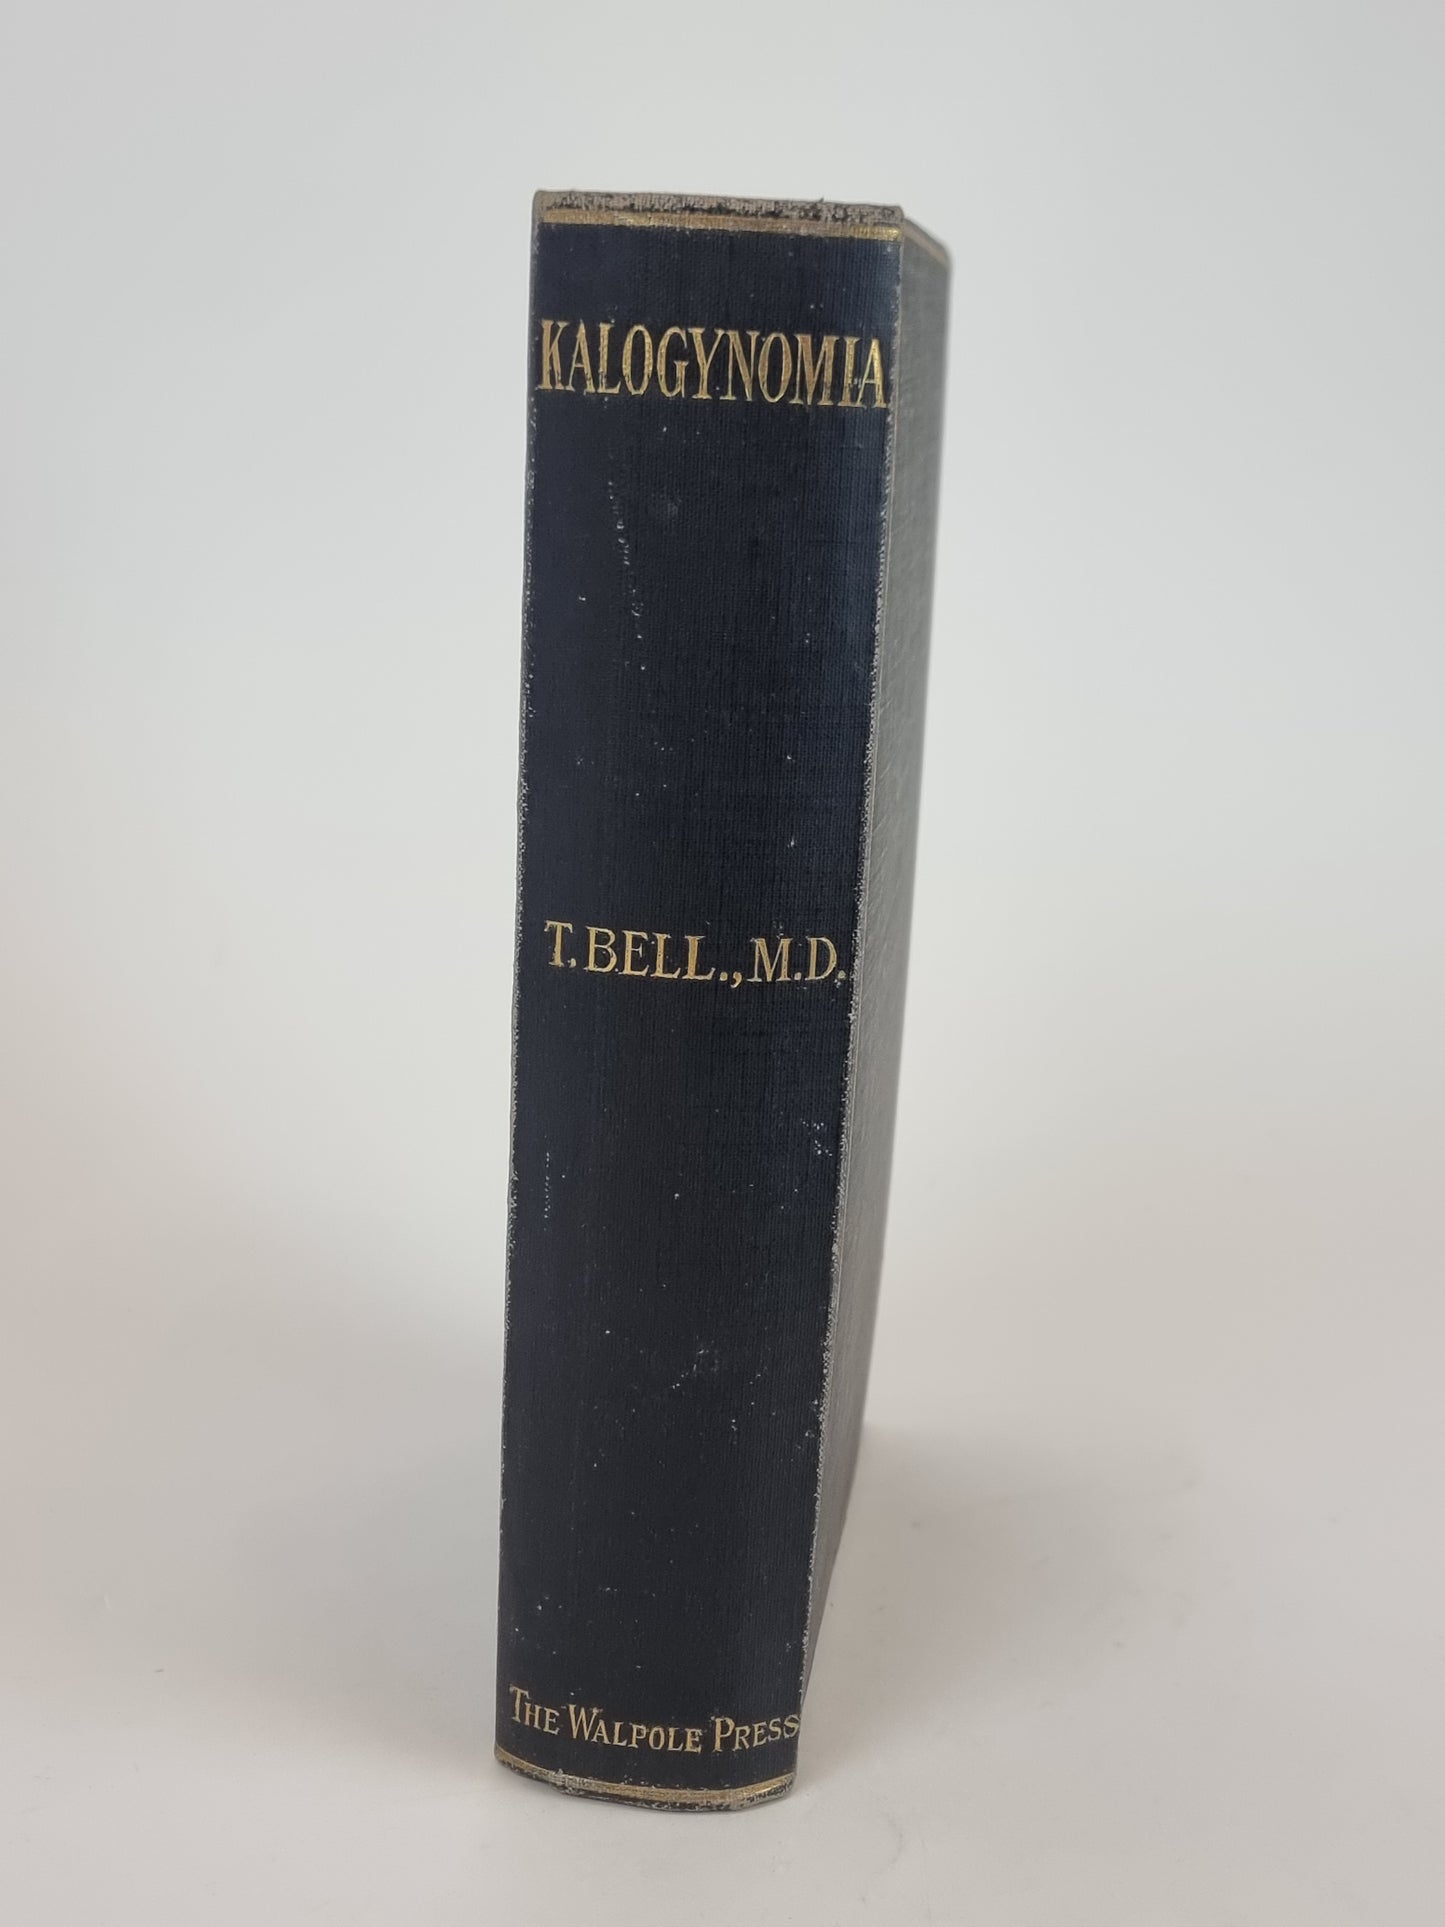 KALOGYNOMIA
T. BELL., M.D.
THE WALPOLE PRESS